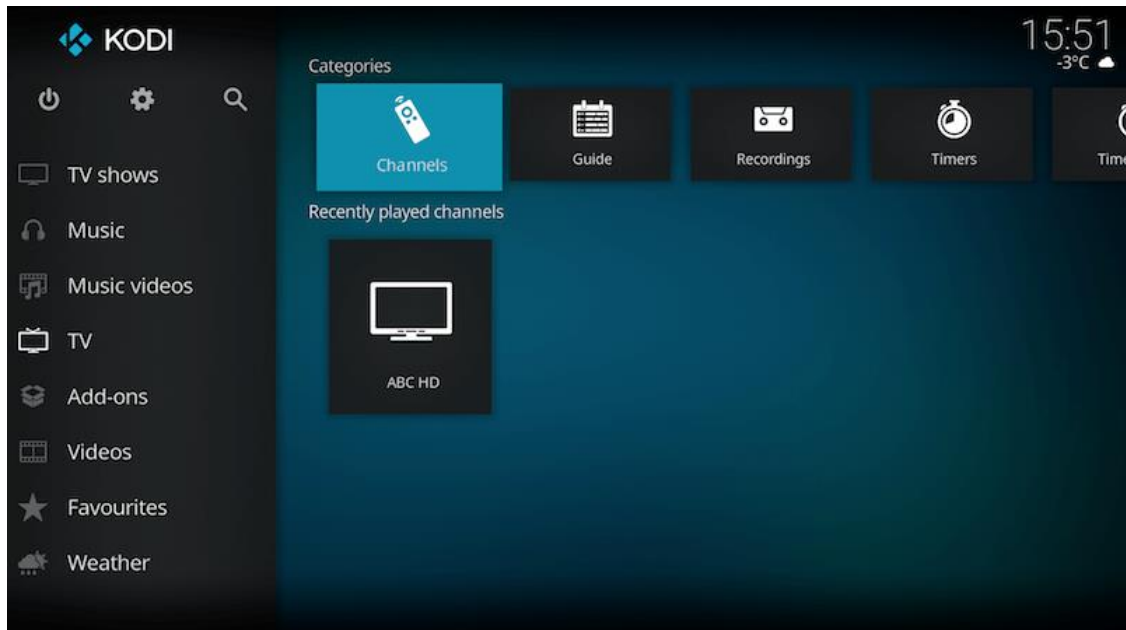 KODI
15:51
-3°C
Categories
Channels
Guide
Recordings
Timers
Time
Recently played channels
ABC HD
TV shows
Music
Music videos
TV
Add-ons
Videos
Favourites
Weather